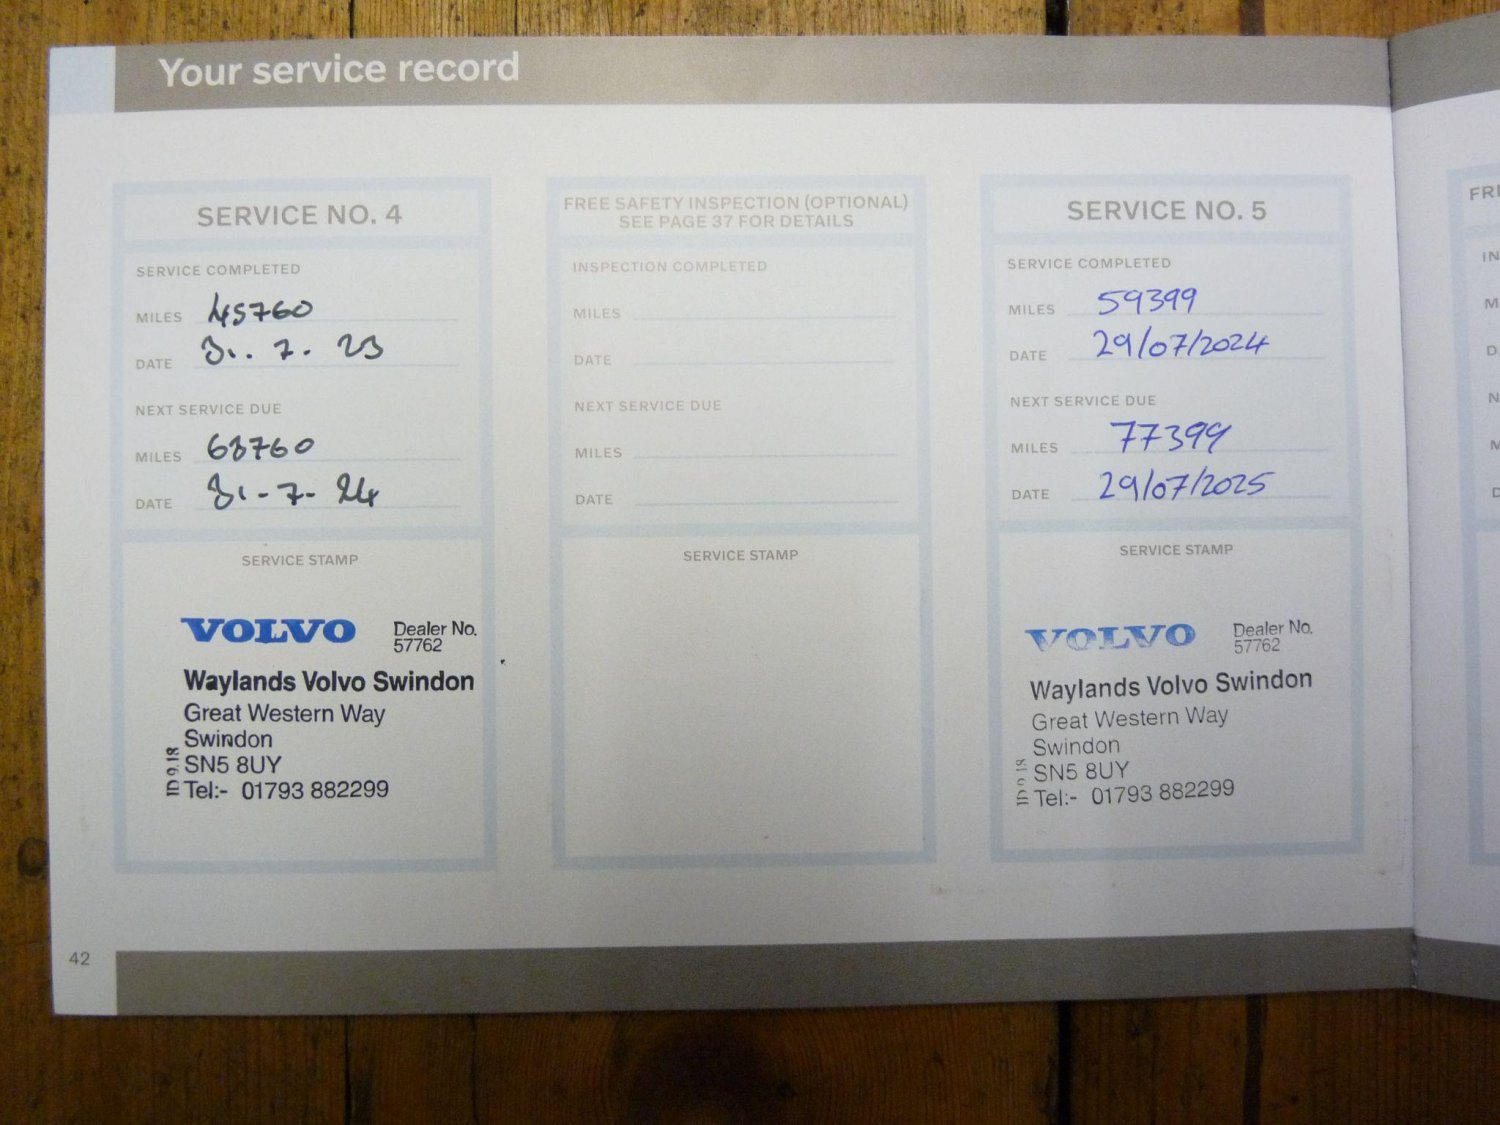 Your service record
SERVICE NO. 4
SERVICE COMPLETED
MILES 45760
DATE 31. 7. 23
NEXT SERVICE DUE
MILES 63760
DATE 31-7-24
SERVICE STAMP
VOLVO Dealer No.
57762
Waylands Volvo Swindon
Great Western Way
Swindon
SN5 8UY
Tel:- 01793 882299
FREE SAFETY INSPECTION (OPTIONAL)
SEE PAGE 37 FOR DETAILS
INSPECTION COMPLETED
MILES
DATE
NEXT SERVICE DUE
MILES
DATE
SERVICE STAMP
SERVICE NO. 5
SERVICE COMPLETED
MILES 59399
DATE 29/07/2024
NEXT SERVICE DUE
MILES 77399
DATE 29/07/2025
SERVICE STAMP
VOLVO Dealer No.
57762
Waylands Volvo Swindon
Great Western Way
Swindon
SN5 8UY
Tel:- 01793 882299
42